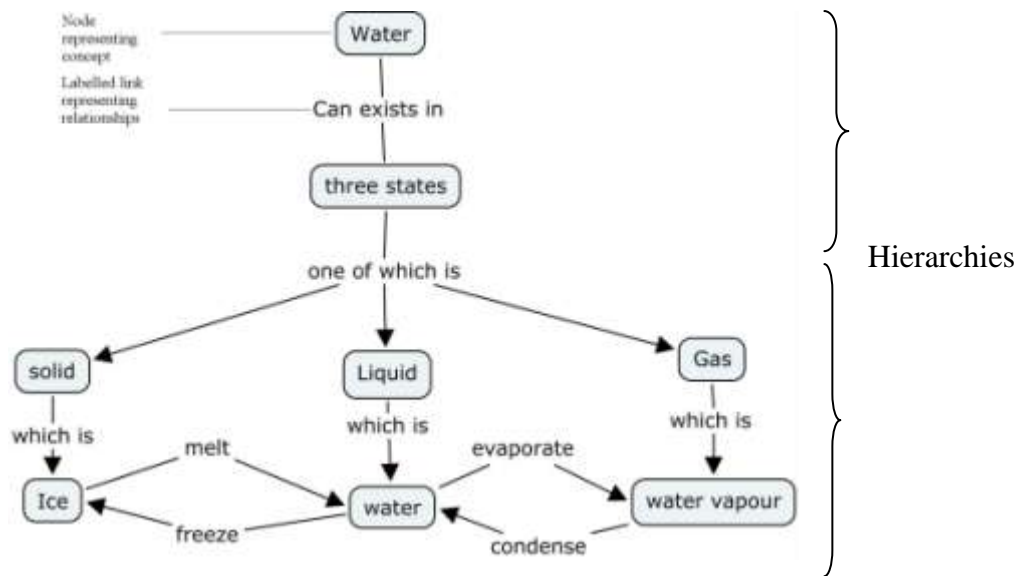 Node
representing
concept
Water
Labelled link
representing
relationships
Can exists in
three states
Hierarchies
one of which is
solid
Liquid
Gas
which is
which is
which is
melt
evaporate
Ice
water
water vapour
freeze
condense